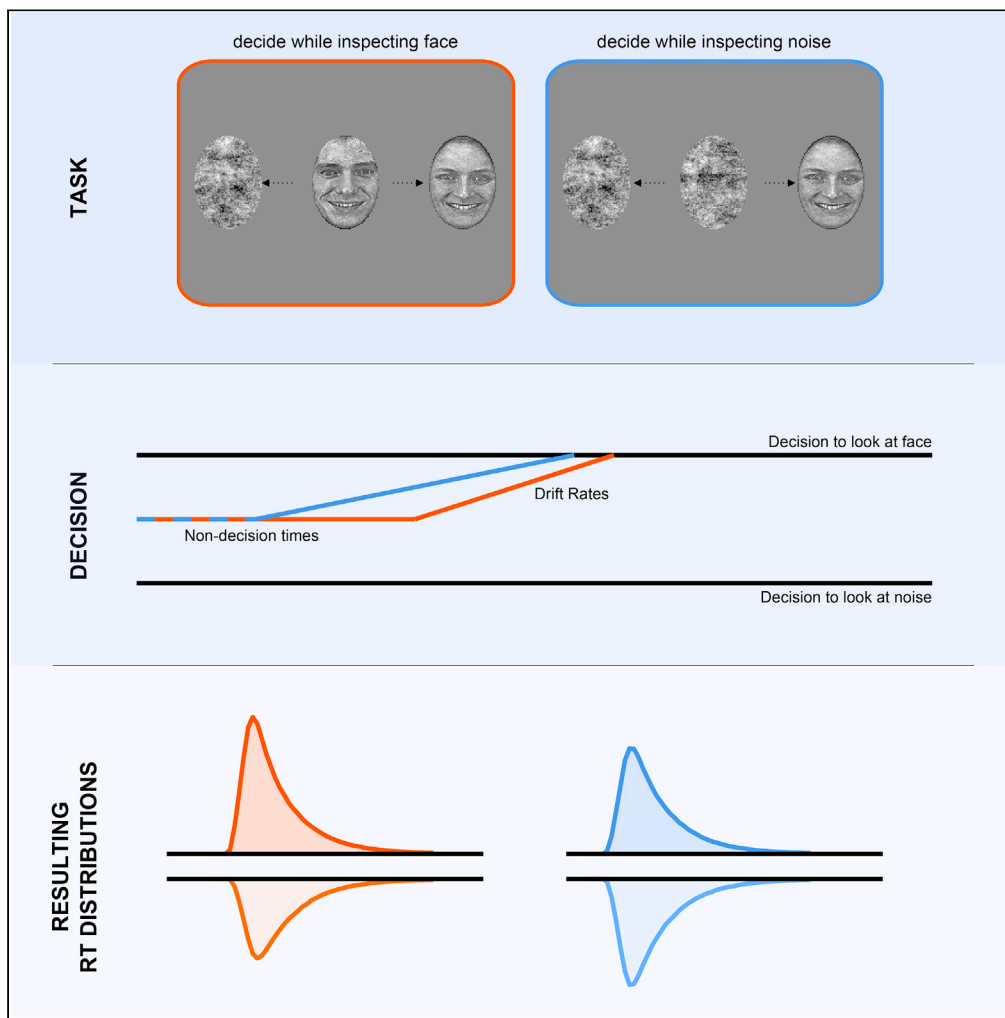 decide while inspecting face
decide while inspecting noise
TASK
Decision to look at face
Drift Rates
Non-decision times
DECISION
Decision to look at noise
RESULTING
RT DISTRIBUTIONS